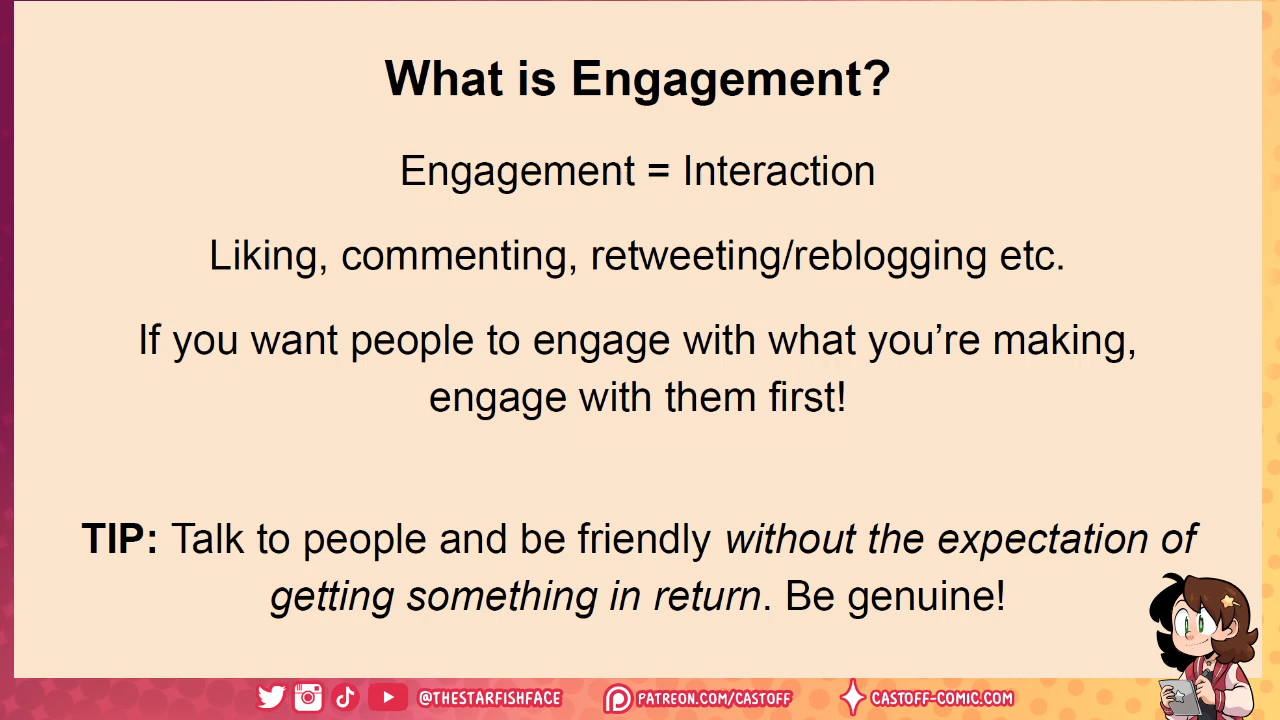 What is Engagement?
Engagement = Interaction
Liking, commenting, retweeting/reblogging etc.
If you want people to engage with what you’re making,
engage with them first!
TIP: Talk to people and be friendly without the expectation of
getting something in return. Be genuine!
@THESTARFISHFACE PATREON.COM/CASTOFF CASTOFF-COMIC.COM